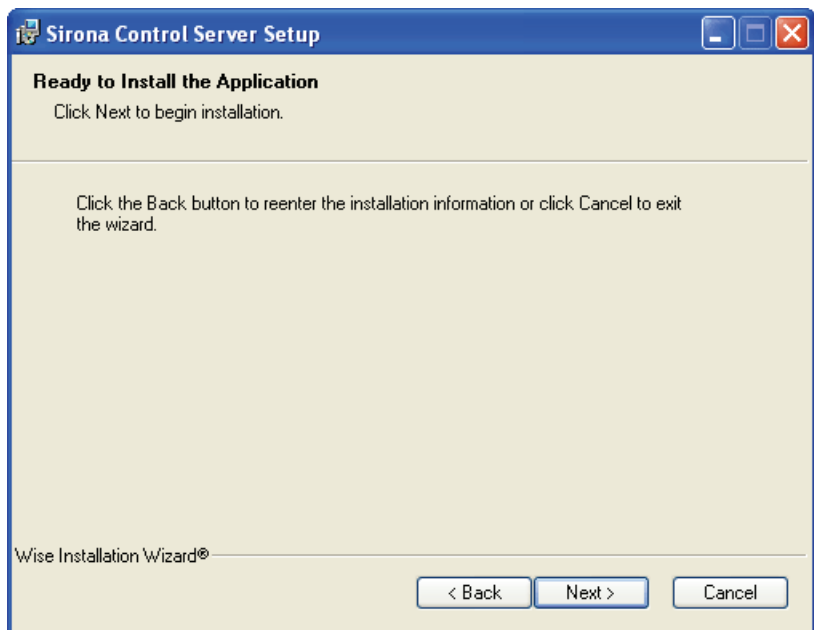 Sirona Control Server Setup
Ready to Install the Application
Click Next to begin installation.
Click the Back button to reenter the installation information or click Cancel to exit
the wizard.
Wise Installation Wizard®
< Back
Next >
Cancel